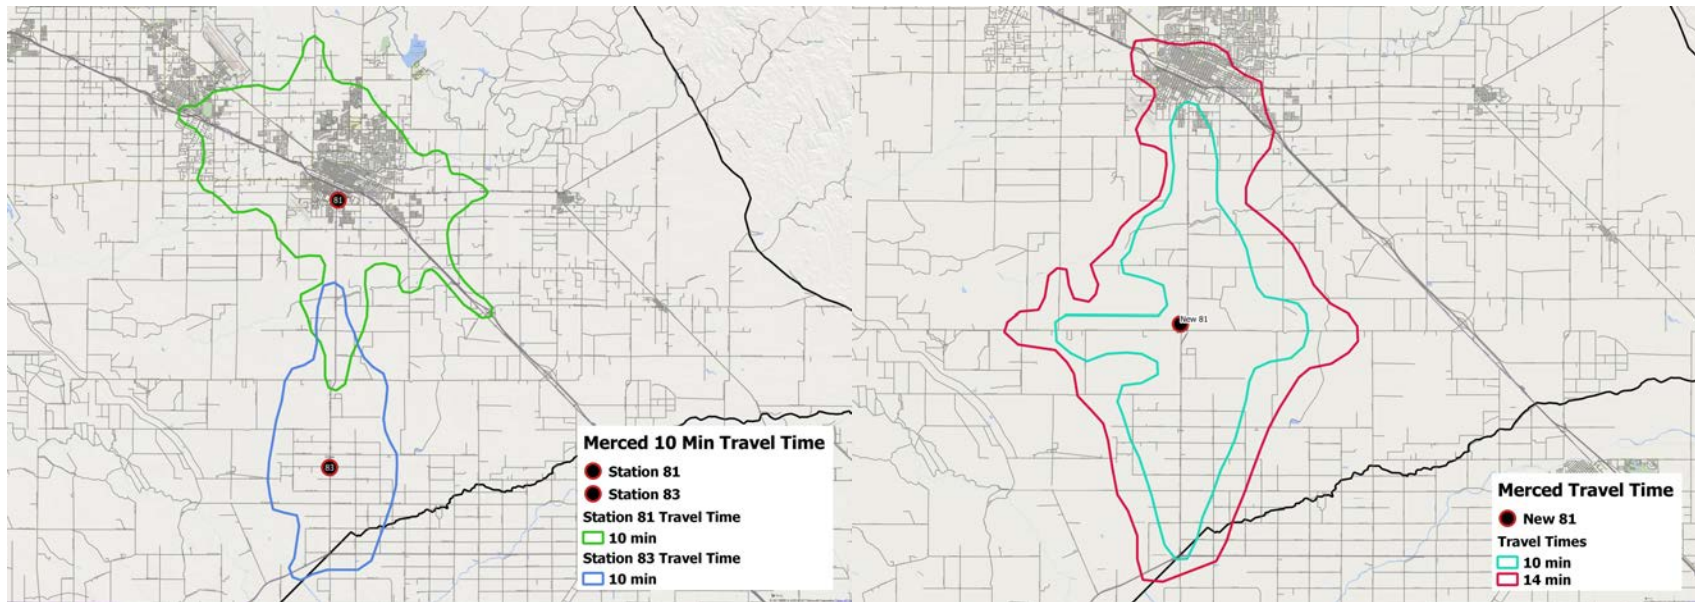 81
83
Merced 10 Min Travel Time
Station 81
Station 83
Station 81 Travel Time
10 min
Station 83 Travel Time
10 min
New 81
Merced Travel Time
New 81
Travel Times
10 min
14 min